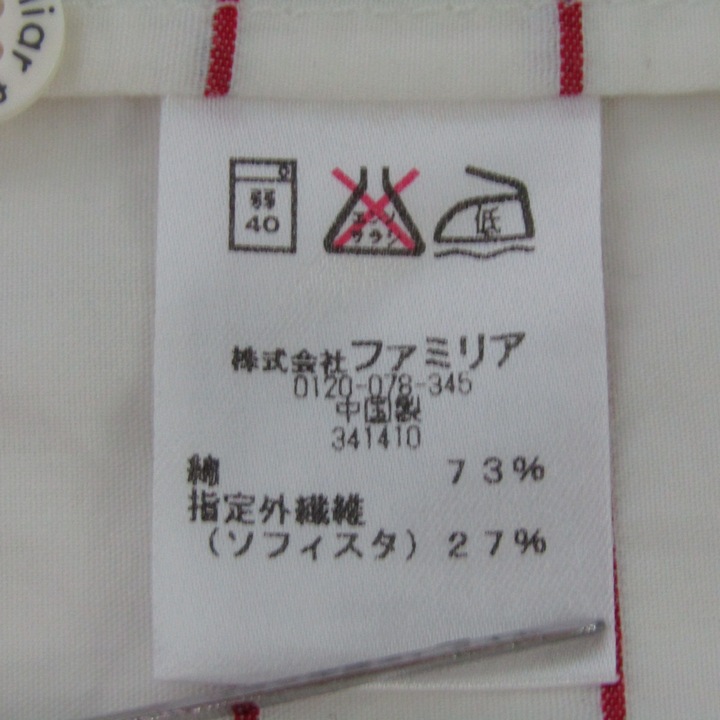 iliar
弱
40
エンソ
サラシ
低
株式会社ファミリア
0120-078-345
中国製
341410
綿 73%
指定外繊維
（ソフィスタ）27%